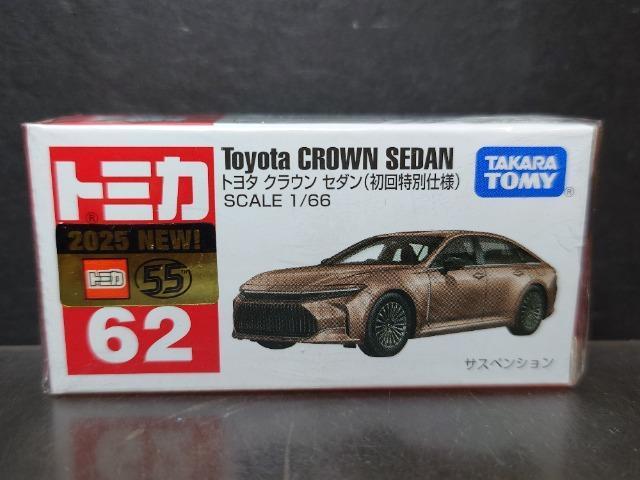 トミカ
®
2025 NEW!
トミカ 55TM
62
Toyota CROWN SEDAN
トヨタ クラウン セダン(初回特別仕様)
SCALE 1/66
TAKARA
TOMY®
サスペンション